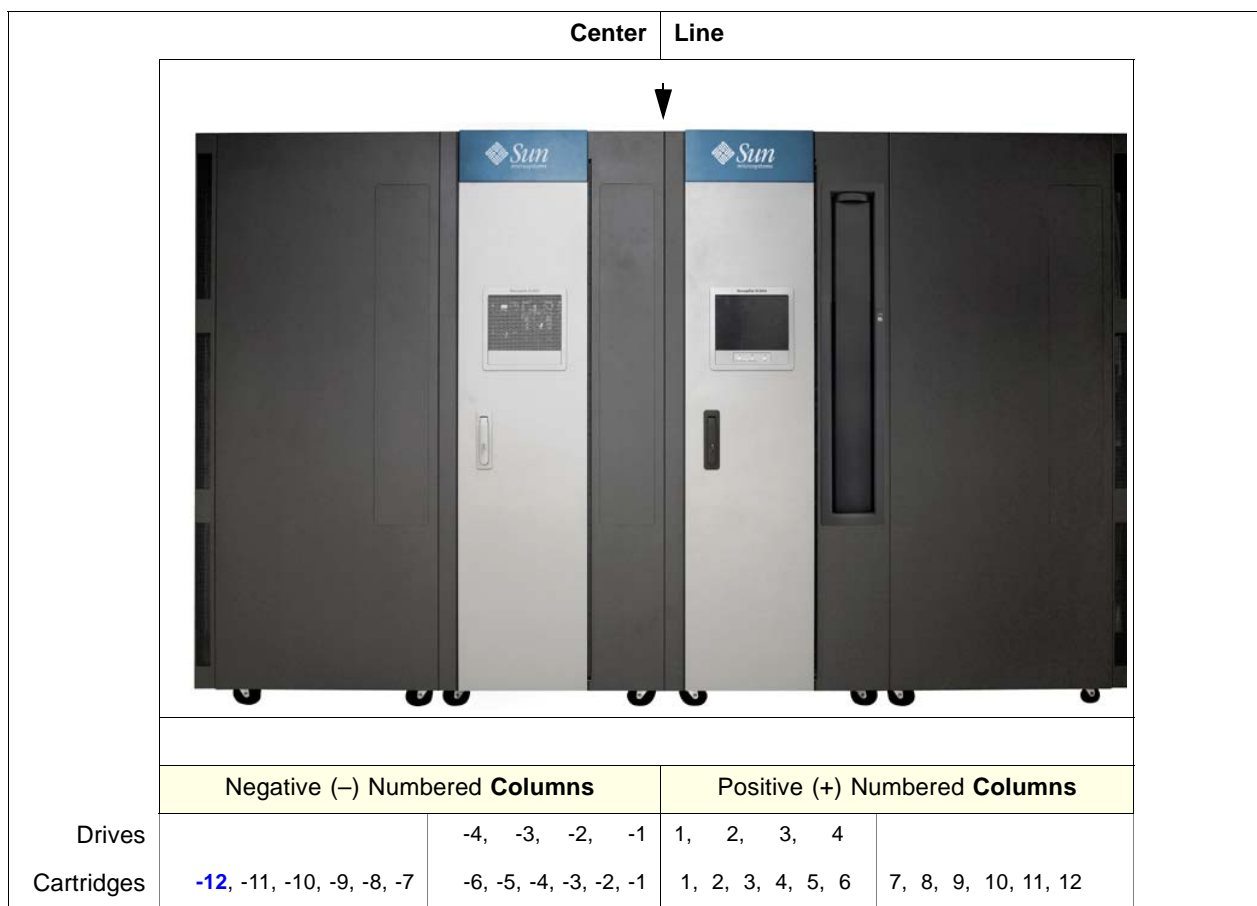 Center Line
Sun
microsystems
Sun
microsystems
Negative (–) Numbered Columns
Positive (+) Numbered Columns
Drives -4, -3, -2, -1 1, 2, 3, 4
Cartridges -12, -11, -10, -9, -8, -7 -6, -5, -4, -3, -2, -1 1, 2, 3, 4, 5, 6 7, 8, 9, 10, 11, 12